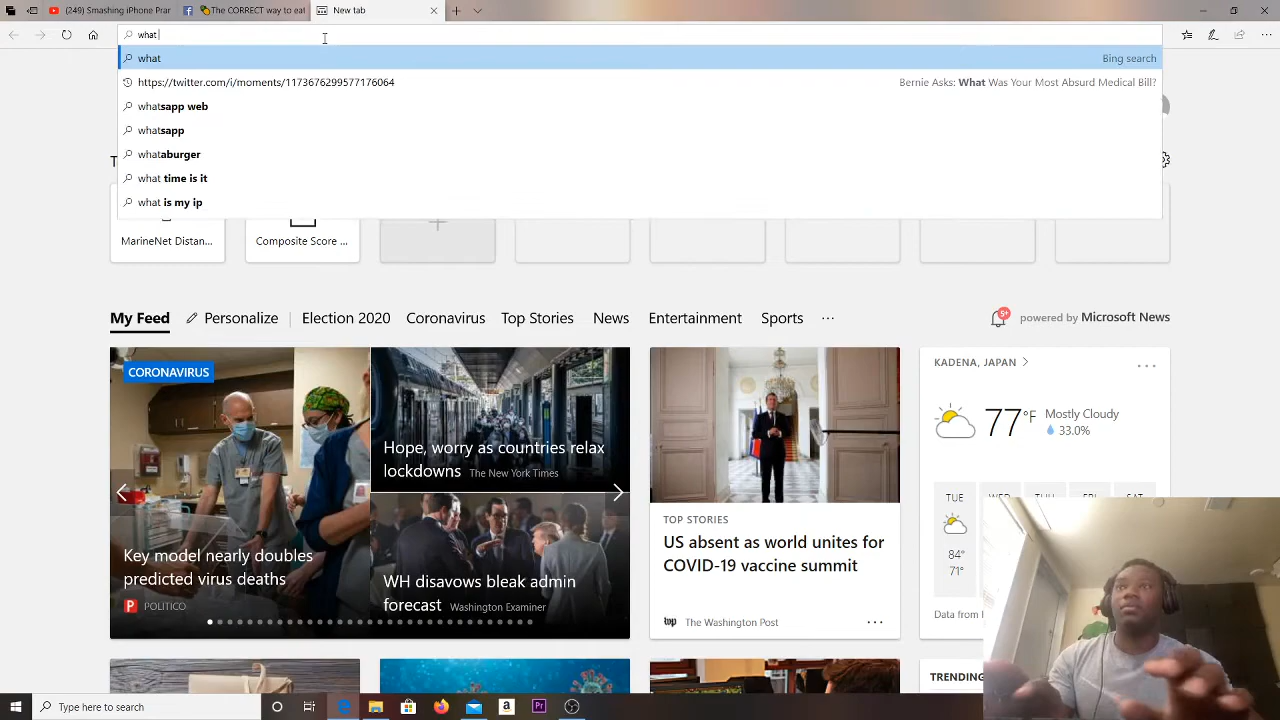 (249) Smashing iPhone Pran
The CORRECT way to eat
New tab
what
what
Bing search
https://twitter.com/i/moments/1173676299577176064
Bernie Asks: What Was Your Most Absurd Medical Bill?
whatsapp web
whatsapp
whataburger
what time is it
what is my ip
T
MarineNet Distan...
Composite Score ...
My Feed
Personalize
Election 2020
Coronavirus
Top Stories
News
Entertainment
Sports
5+
powered by Microsoft News
CORONAVIRUS
Key model nearly doubles
predicted virus deaths
POLITICO
Hope, worry as countries relax
lockdowns The New York Times
WH disavows bleak admin
forecast Washington Examiner
TOP STORIES
US absent as world unites for
COVID-19 vaccine summit
The Washington Post
KADENA, JAPAN
77°F
Mostly Cloudy
33.0%
TUE
84°
71°
Data from
TRENDING
Type here to search